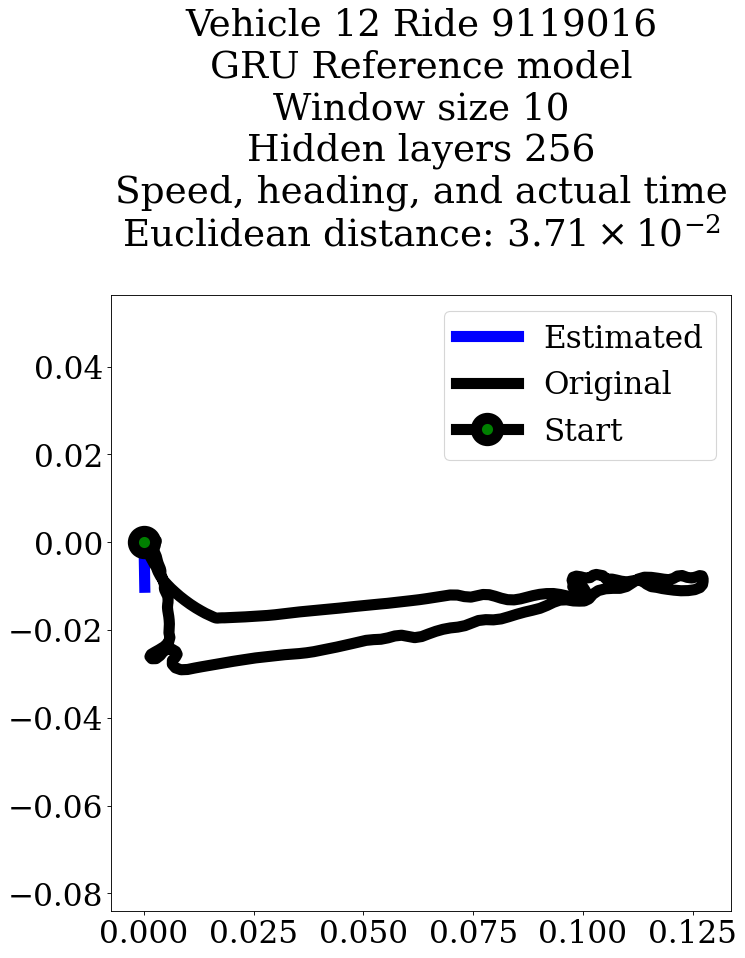 Vehicle 12 Ride 9119016
GRU Reference model
Window size 10
Hidden layers 256
Speed, heading, and actual time
Euclidean distance: 3.71 × 10⁻²
Estimated
Original
Start
0.04
0.02
0.00
−0.02
−0.04
−0.06
−0.08
0.000 0.025 0.050 0.075 0.100 0.125